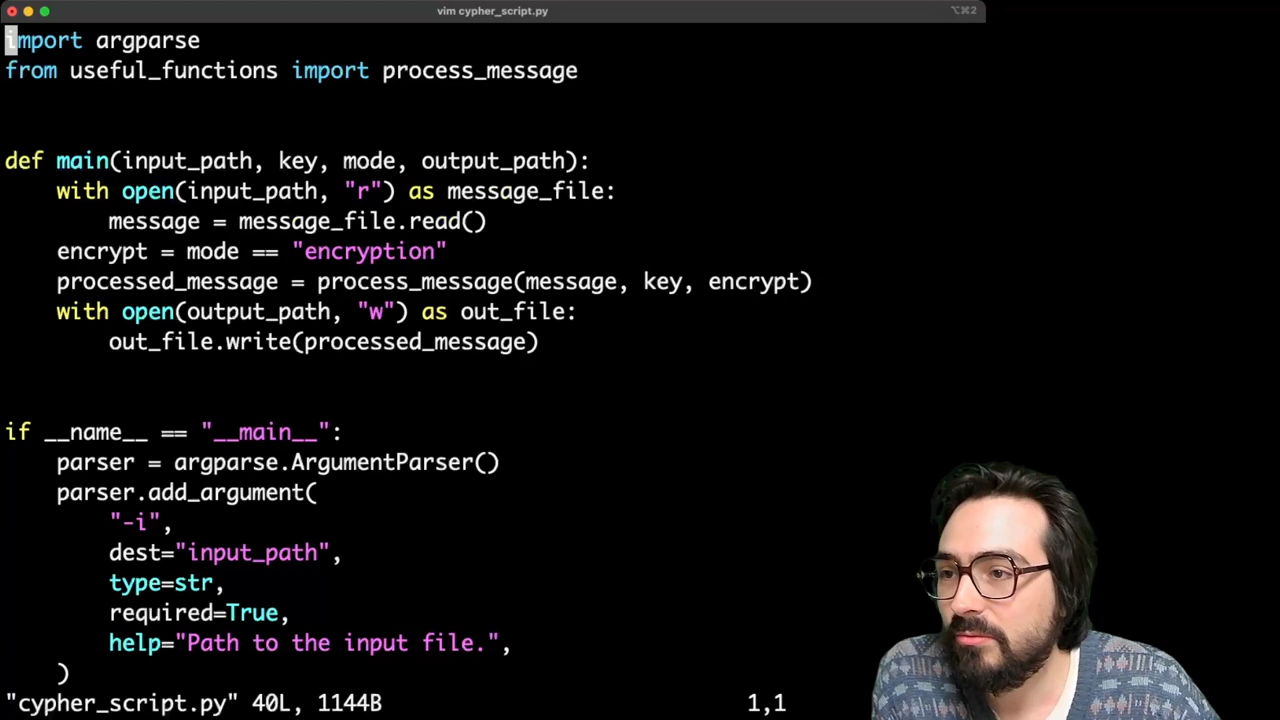 vim cypher_script.py
⌥⌘2
import argparse
from useful_functions import process_message
def main(input_path, key, mode, output_path):
with open(input_path, "r") as message_file:
message = message_file.read()
encrypt = mode == "encryption"
processed_message = process_message(message, key, encrypt)
with open(output_path, "w") as out_file:
out_file.write(processed_message)
if __name__ == "__main__":
parser = argparse.ArgumentParser()
parser.add_argument(
"-i",
dest="input_path",
type=str,
required=True,
help="Path to the input file.",
)
"cypher_script.py" 40L, 1144B 1,1